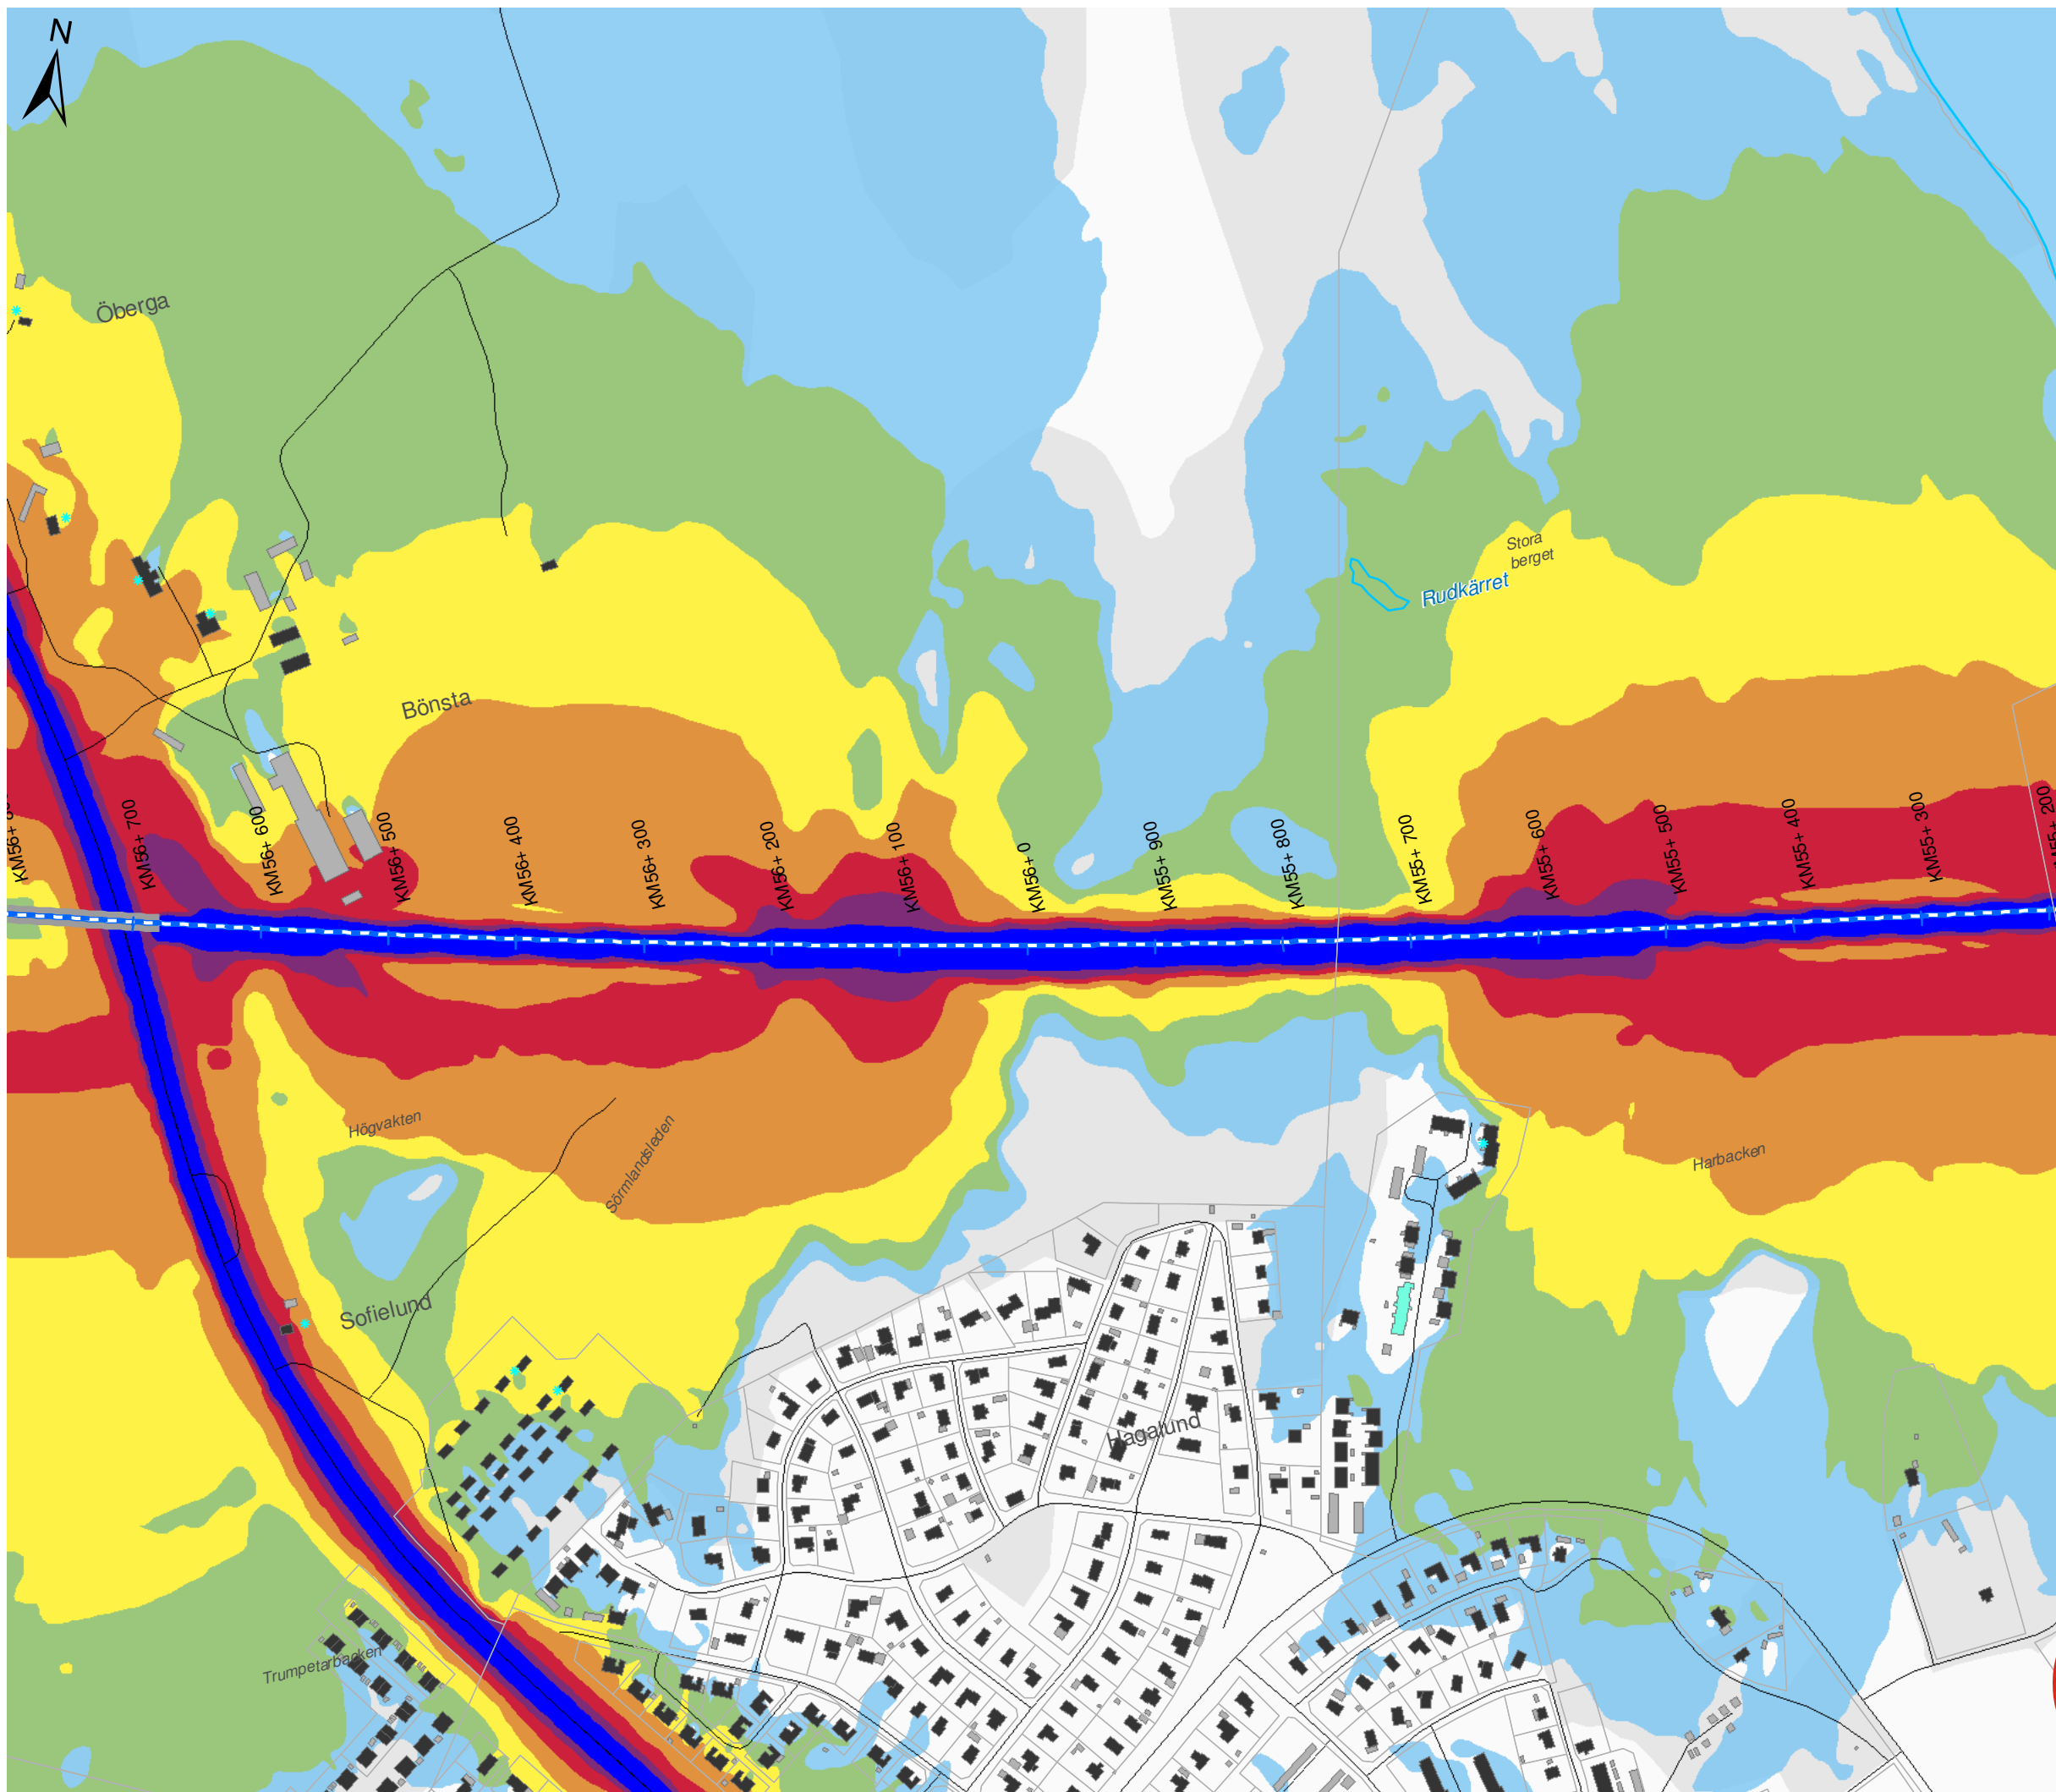 N
Öberga
Stora
berget
Rudkärret
Bönsta
KM56+ 700
KM56+ 600
KM56+ 500
KM56+ 400
KM56+ 300
KM56+ 200
KM56+ 100
KM56+ 0
KM55+ 900
KM55+ 800
KM55+ 700
KM55+ 600
KM55+ 500
KM55+ 400
KM55+ 300
KM55+ 200
Högvakten
Sörmlandsleden
Harbacken
Sofielund
Hagalund
Trumpetarbacken